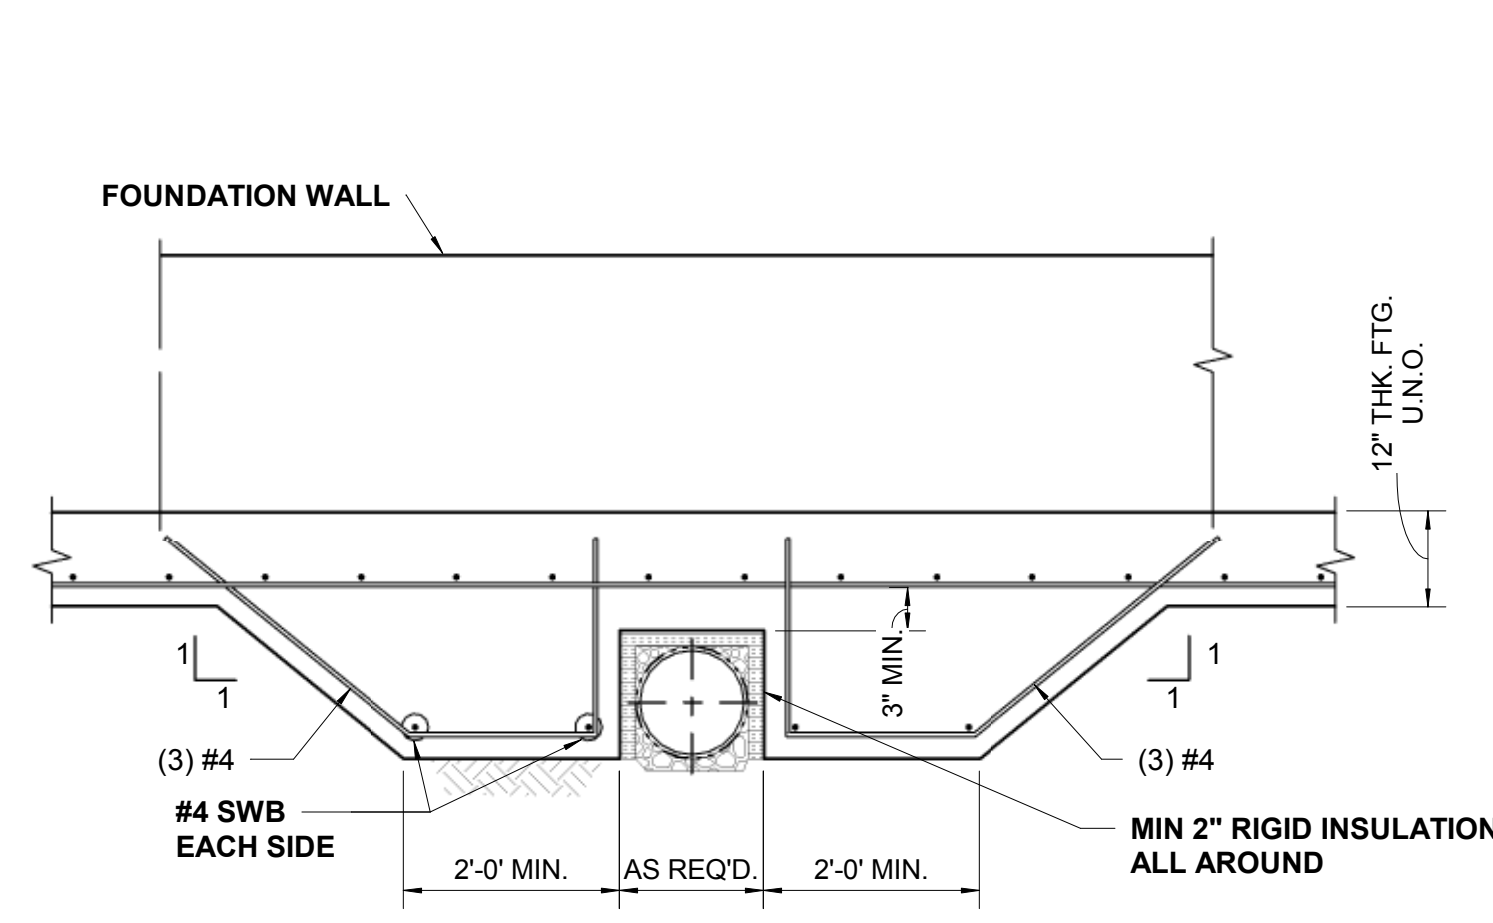 FOUNDATION WALL
12" THK. FTG.
U.N.O.
1
1
3" MIN.
1
1
(3) #4
(3) #4
#4 SWB
EACH SIDE
MIN 2" RIGID INSULATION
ALL AROUND
2'-0' MIN.
AS REQ'D.
2'-0' MIN.